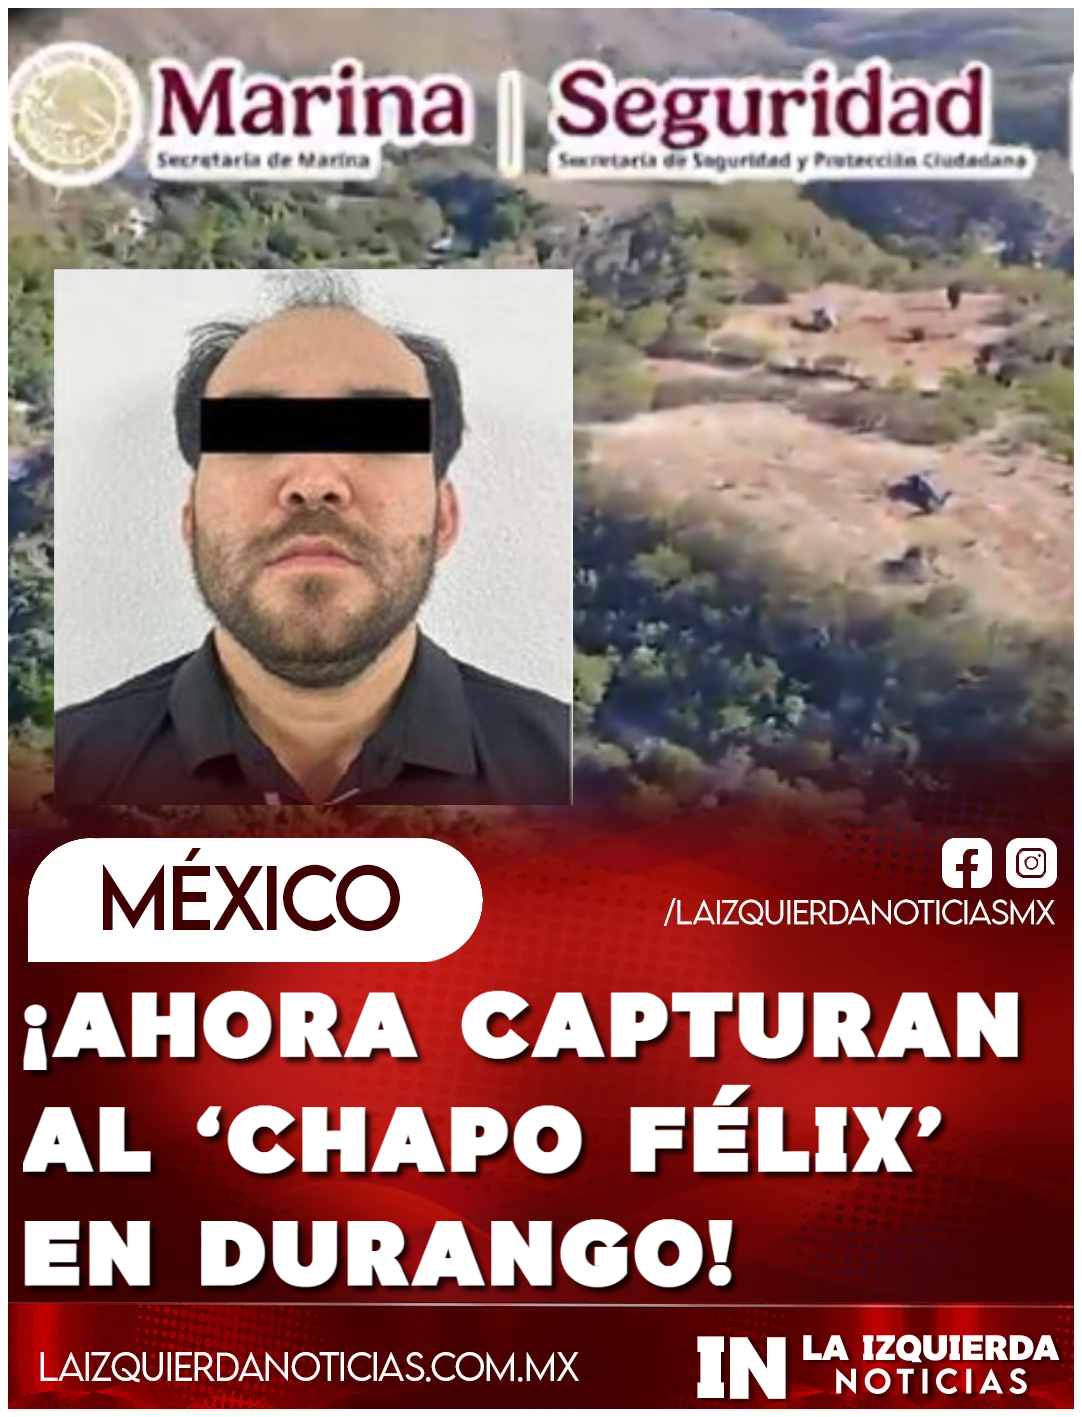 Marina
Secretaría de Marina
Seguridad
Secretaría de Seguridad y Protección Ciudadana
MÉXICO
/LAIZQUIERDANOTICIASMX
¡AHORA CAPTURAN
AL ‘CHAPO FÉLIX’
EN DURANGO!
LAIZQUIERDANOTICIAS.COM.MX
IN LA IZQUIERDA
NOTICIAS